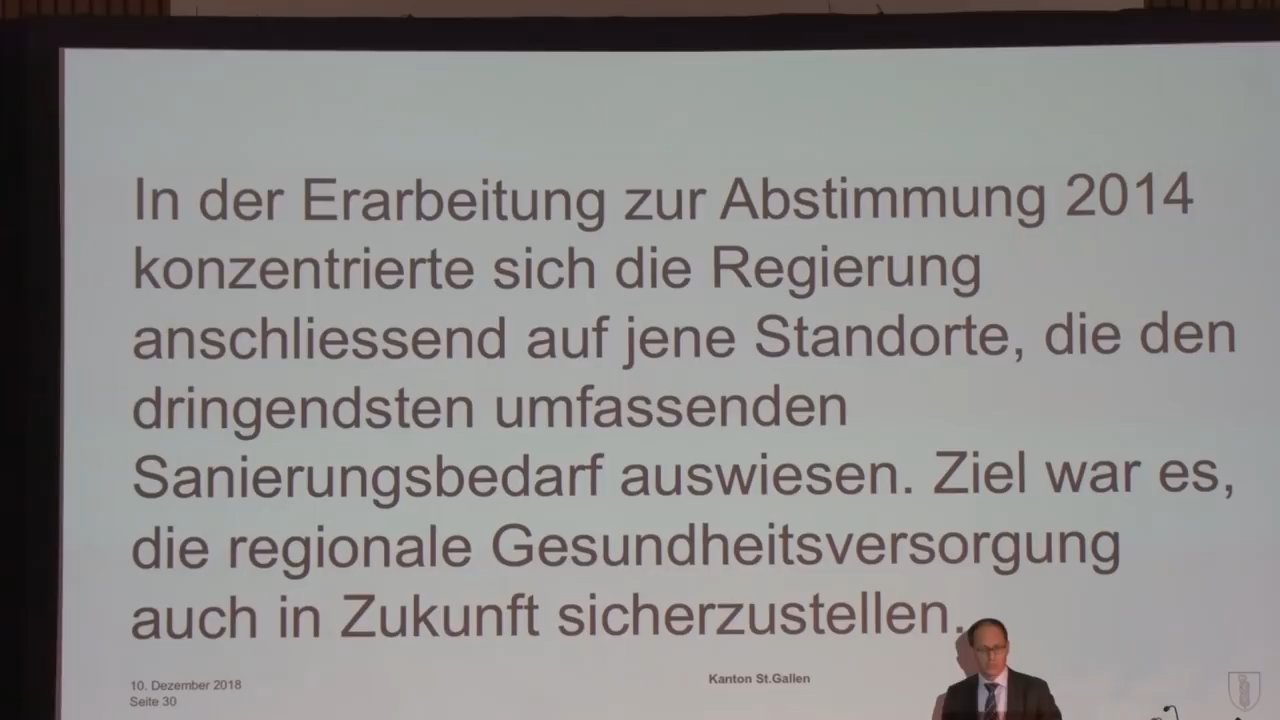 In der Erarbeitung zur Abstimmung 2014
konzentrierte sich die Regierung
anschliessend auf jene Standorte, die den
dringendsten umfassenden
Sanierungsbedarf auswiesen. Ziel war es,
die regionale Gesundheitsversorgung
auch in Zukunft sicherzustellen.
10. Dezember 2018
Seite 30
Kanton St.Gallen